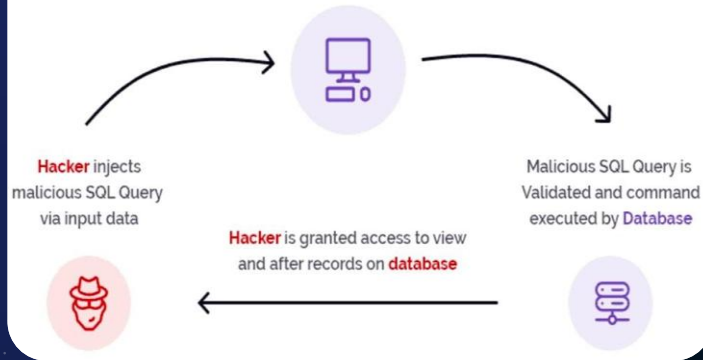 Hacker injects
malicious SQL Query
via input data
Malicious SQL Query is
Validated and command
executed by Database
Hacker is granted access to view
and after records on database